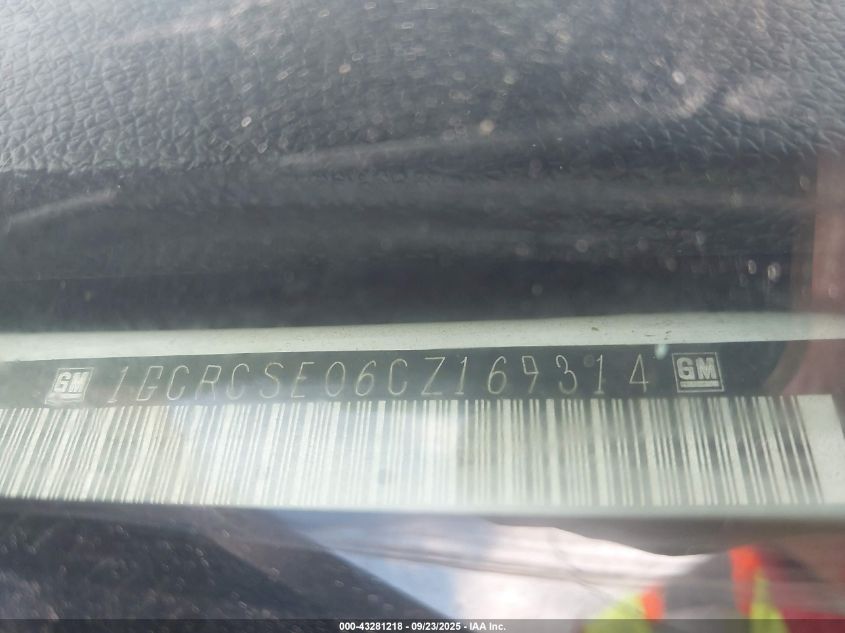 GM 1GCRCSE06CZ169314 GM
000-43281218 - 09/23/2025 - IAA Inc.